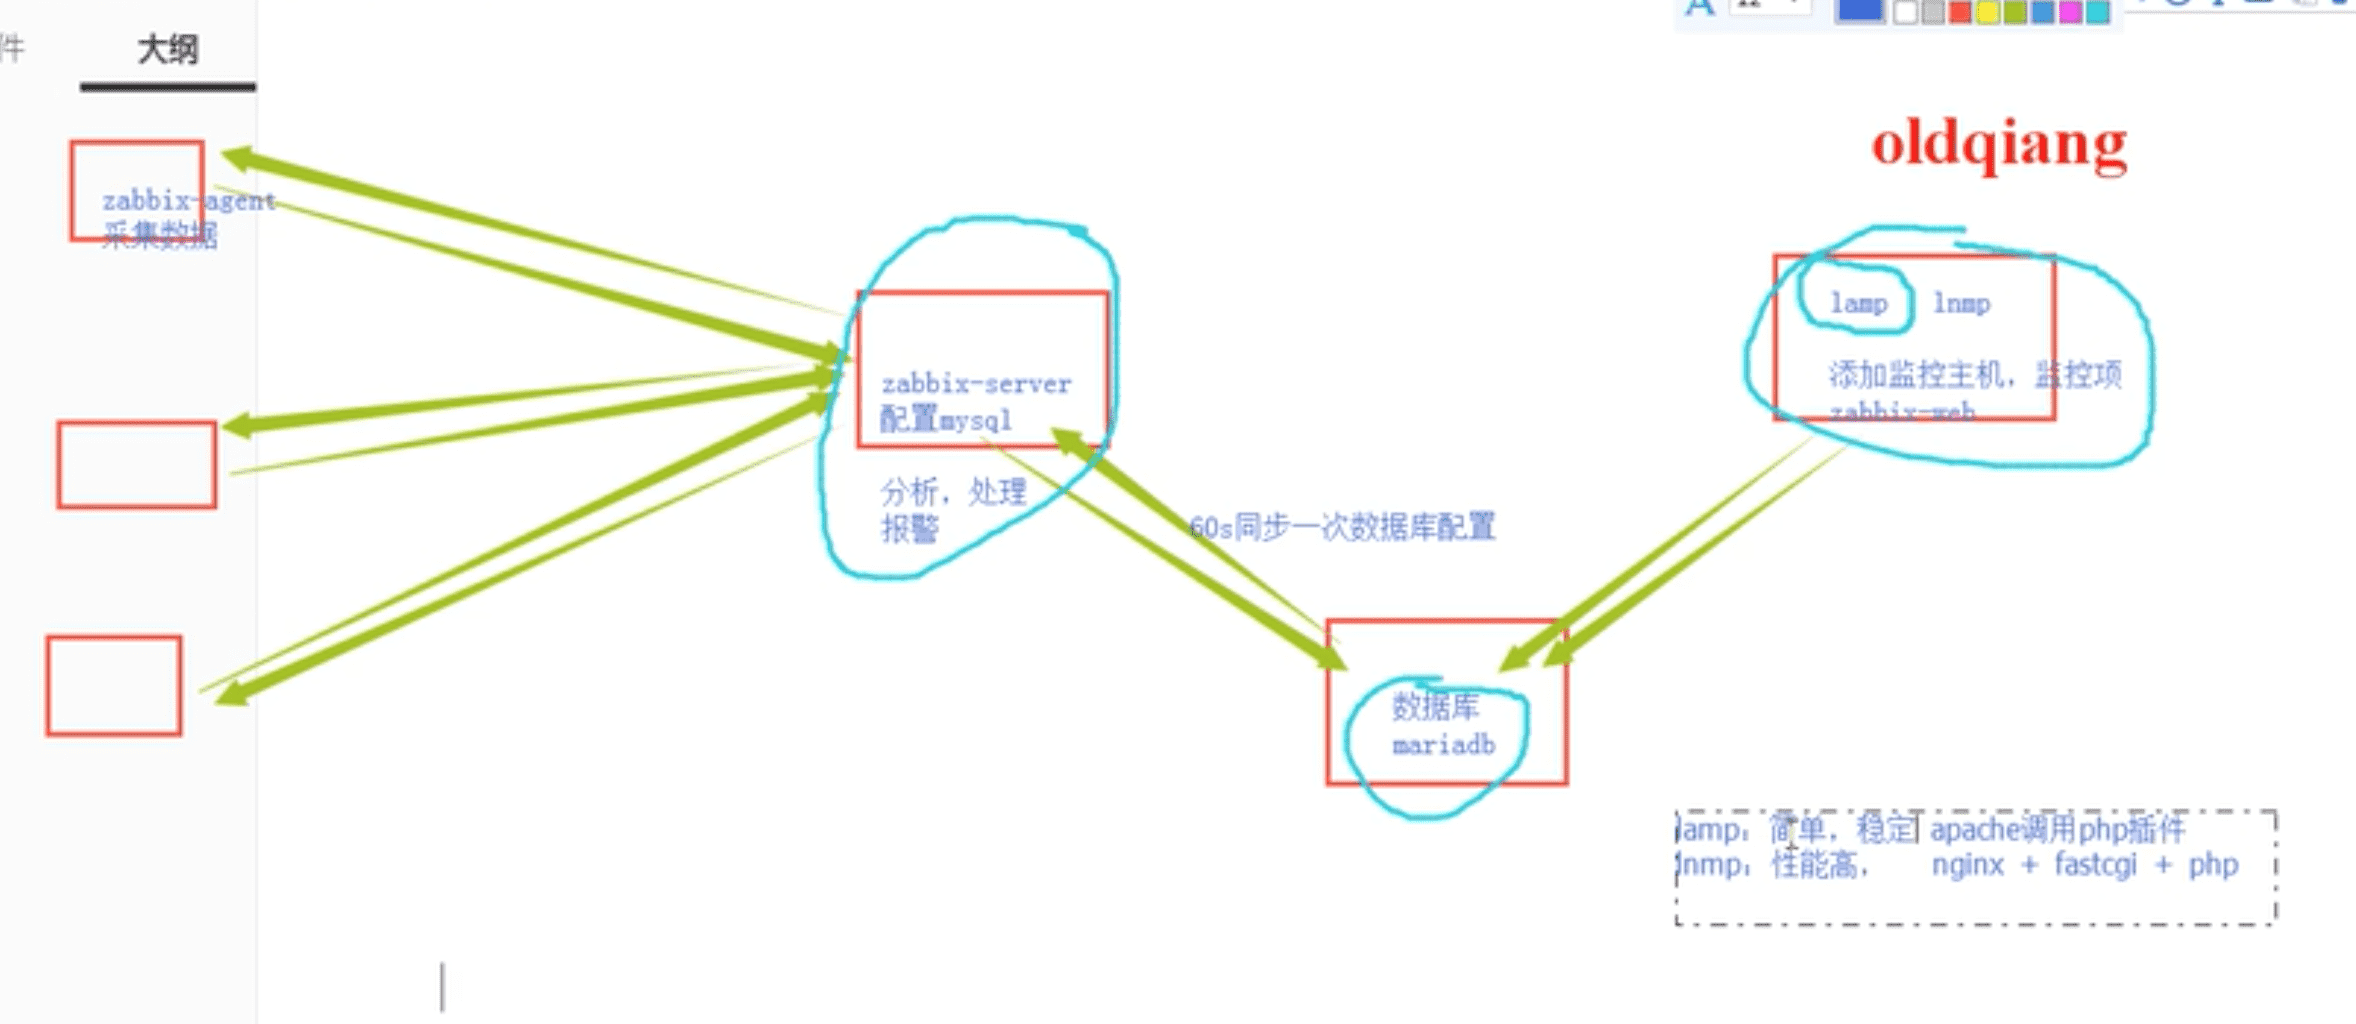 件
大纲
oldqiang
zabbix-agent
采集数据
lamp lnmp
添加监控主机，监控项
zabbix-web
zabbix-server
配置mysql
分析，处理
报警
60s同步一次数据库配置
数据库
mariadb
lamp：简单，稳定 apache调用php插件
lnmp：性能高， nginx + fastcgi + php